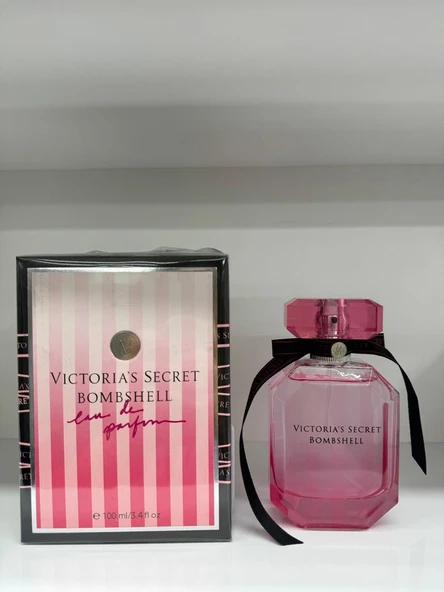 VICTORIA'S SECRET
BOMBSHELL
eau de
parfum
e 100 ml/3.4 fl oz
VICTORIA'S SECRET
BOMBSHELL